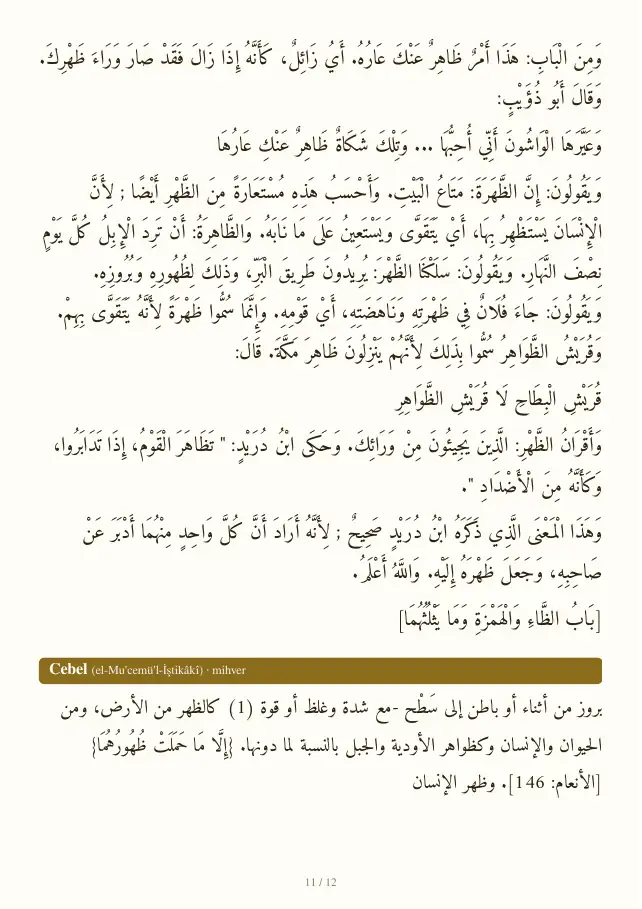 وَمِنَ الْبَابِ: هَذَا أَمْرٌ ظَاهِرٌ عَنْكَ عَارُهُ. أَيُ زَائِلٌ، كَأَنَّهُ إِذَا زَالَ فَقَدْ صَارَ وَرَاءَ ظَهْرِكَ.
وَقَالَ أَبُو ذُؤَيْبٍ:
وَعَيَّرَهَا الْوَاشُونَ أَنِّي أُحِبُّهَا ... وَتِلْكَ شَكَاةٌ ظَاهِرٌ عَنْكِ عَارُهَا
وَيَقُولُونَ: إِنَّ الظَّهَرَةَ: مَتَاعُ الْبَيْتِ. وَأَحْسَبُ هَذِهِ مُسْتَعَارَةً مِنَ الظَّهْرِ أَيْضًا ; لِأَنَّ
الْإِنْسَانَ يَسْتَظْهِرُ بِهَا، أَيْ يَتَقَوَّى وَيَسْتَعِينُ عَلَى مَا نَابَهُ. وَالظَّاهِرَةُ: أَنْ تَرِدَ الْإِبِلُ كُلَّ يَوْمٍ
نِصْفَ النَّهَارِ. وَيَقُولُونَ: سَلَكْنَا الظَّهْرَ: يُرِيدُونَ طَرِيقَ الْبَرِّ، وَذَلِكَ لِظُهُورِهِ وَبُرُوزِهِ.
وَيَقُولُونَ: جَاءَ فُلَانٌ فِي ظَهْرَتِهِ وَنَاهَضَتِهِ، أَيْ قَوْمِهِ. وَإِنَّمَا سُمُّوا ظَهْرَةً لِأَنَّهُ يَتَقَوَّى بِهِمْ.
وَقُرَيْشُ الظَّوَاهِرُ سُمُّوا بِذَلِكَ لِأَنَّهُمْ يَنْزِلُونَ ظَاهِرَ مَكَّةَ. قَالَ:
قُرَيْشِ الْبِطَاحِ لَا قُرَيْشِ الظَّوَاهِرِ
وَأَقْرَانُ الظَّهْرِ: الَّذِينَ يَجِيئُونَ مِنْ وَرَائِكَ. وَحَكَى ابْنُ دُرَيْدٍ: " تَظَاهَرَ الْقَوْمُ، إِذَا تَدَابَرُوا،
وَكَأَنَّهُ مِنَ الْأَضْدَادِ ".
وَهَذَا الْمَعْنَى الَّذِي ذَكَرَهُ ابْنُ دُرَيْدٍ صَحِيحٌ ; لِأَنَّهُ أَرَادَ أَنَّ كُلَّ وَاحِدٍ مِنْهُمَا أَدْبَرَ عَنْ
صَاحِبِهِ، وَجَعَلَ ظَهْرَهُ إِلَيْهِ. وَاللَّهُ أَعْلَمُ.
[بَابُ الظَّاءِ وَالْهَمْزَةِ وَمَا يَثْلُثُهُمَا]
Cebel (el-Mu'cemü'l-İştikâkî) · mihver
بروز من أثناء أو باطن إلى سَطْح -مع شدة وغلظ أو قوة (1) كالظهر من الأرض، ومن
الحيوان والإنسان وكظواهر الأودية والجبل بالنسبة لما دونها. {إِلَّا مَا حَمَلَتْ ظُهُورُهُمَا}
[الأنعام: 146]. وظهر الإنسان
11 / 12